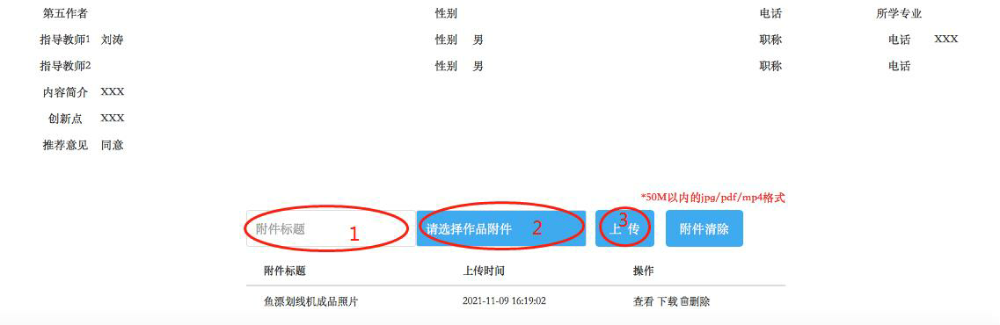 第五作者 性别 电话 所学专业
指导教师1 刘涛 性别 男 职称 电话 XXX
指导教师2 性别 男 职称 电话
内容简介 XXX
创新点 XXX
推荐意见 同意
*50M以内的jpg/pdf/mp4格式
附件标题 1 请选择作品附件 2 上传 3 附件清除
附件标题 上传时间 操作
鱼漂划线机成品照片 2021-11-09 16:19:02 查看 下载 删除